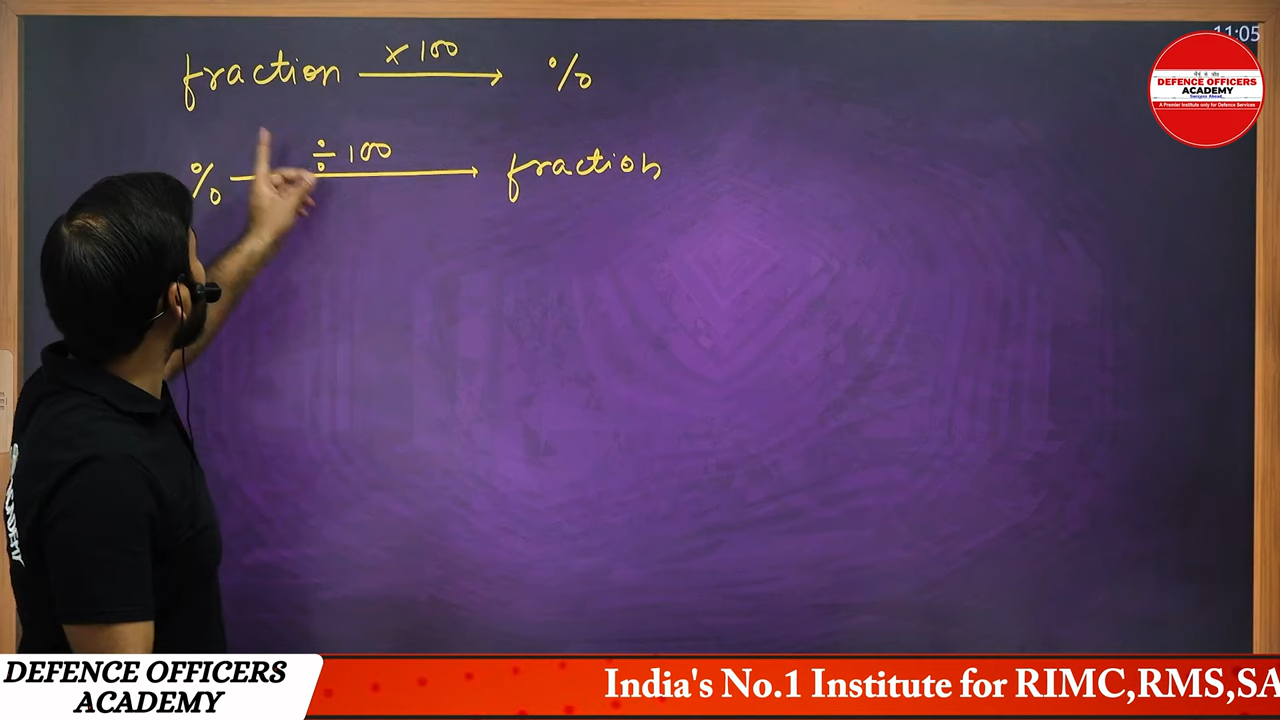 fraction × 100 → %
% ÷ 100 → fraction
11:05
DEFENCE OFFICERS
ACADEMY
A Premier Institute only for Defence Services
ACADEMY
DEFENCE OFFICERS
ACADEMY
India's No.1 Institute for RIMC,RMS,SA